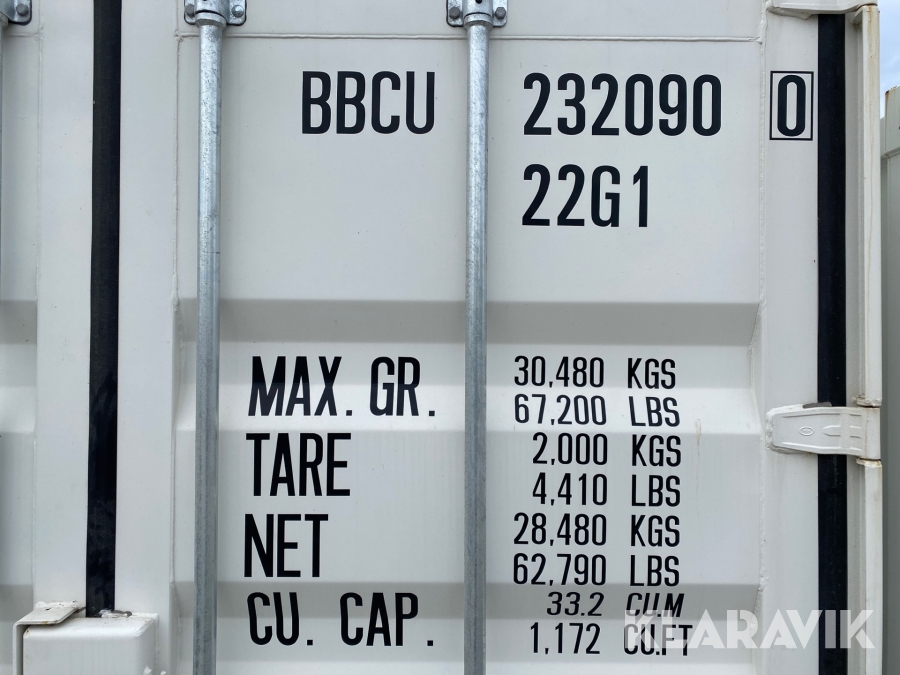 BBCU 232090 0
22G1
MAX. GR. 30,480 KGS
67,200 LBS
TARE 2,000 KGS
4,410 LBS
NET 28,480 KGS
62,790 LBS
CU. CAP. 33.2 CU.M
1,172 CU.FT
KLARAVIK